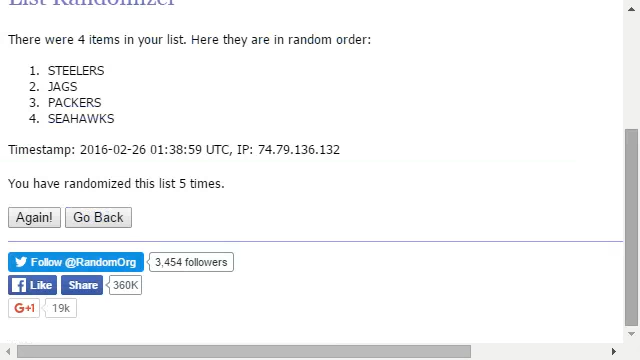 List Randomizer
There were 4 items in your list. Here they are in random order:
1. STEELERS
2. JAGS
3. PACKERS
4. SEAHAWKS
Timestamp: 2016-02-26 01:38:59 UTC, IP: 74.79.136.132
You have randomized this list 5 times.
Again! Go Back
Follow @RandomOrg 3,454 followers
Like Share 360K
G+1 19k